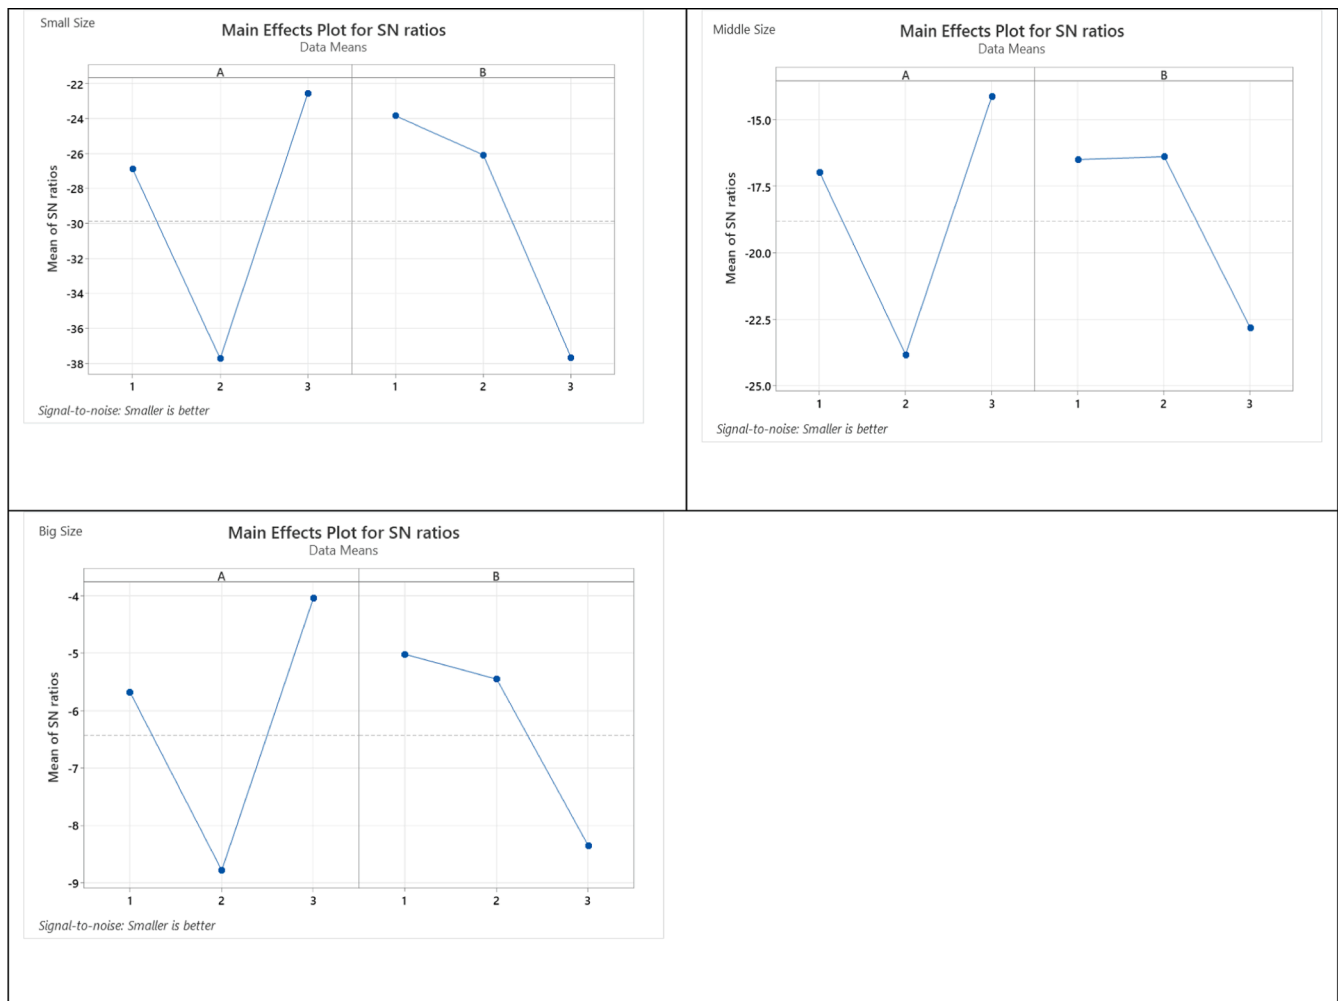 Small Size
Main Effects Plot for SN ratios
Data Means
A B
Mean of SN ratios
-22
-24
-26
-28
-30
-32
-34
-36
-38
1 2 3 1 2 3
Signal-to-noise: Smaller is better
Middle Size
Main Effects Plot for SN ratios
Data Means
A B
Mean of SN ratios
-15.0
-17.5
-20.0
-22.5
-25.0
1 2 3 1 2 3
Signal-to-noise: Smaller is better
Big Size
Main Effects Plot for SN ratios
Data Means
A B
Mean of SN ratios
-4
-5
-6
-7
-8
-9
1 2 3 1 2 3
Signal-to-noise: Smaller is better